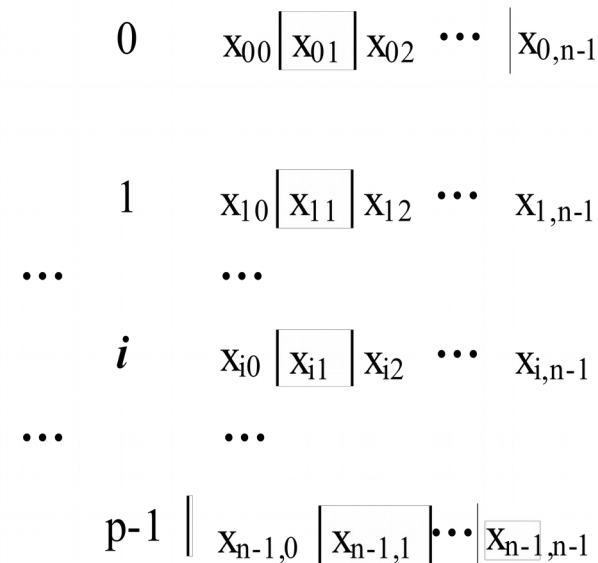 0 x00 x01 x02 ••• x0,n-1
1 x10 x11 x12 ••• x1,n-1
••• •••
i xi0 xi1 xi2 ••• xi,n-1
••• •••
p-1 xn-1,0 xn-1,1 ••• xn-1,n-1